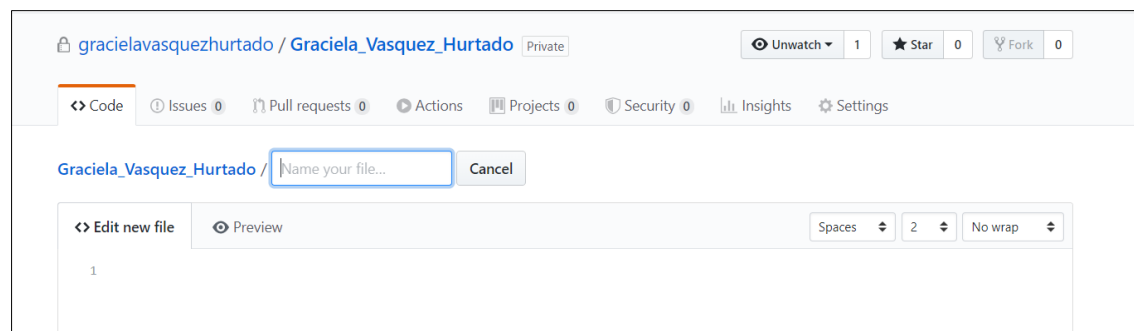 gracielavasquezhurtado / Graciela_Vasquez_Hurtado Private Unwatch 1 Star 0 Fork 0
Code Issues 0 Pull requests 0 Actions Projects 0 Security 0 Insights Settings
Graciela_Vasquez_Hurtado / Name your file... Cancel
<> Edit new file Preview Spaces 2 No wrap
1